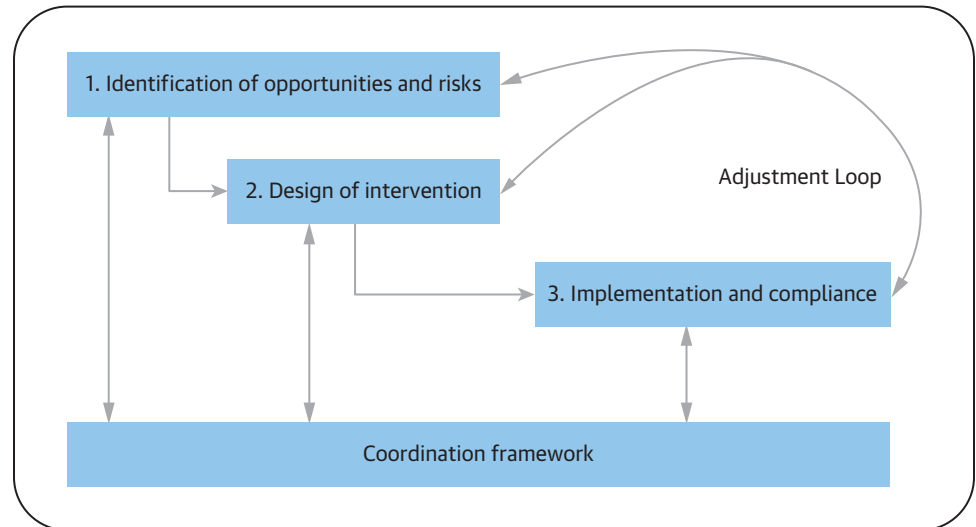 1. Identification of opportunities and risks
2. Design of intervention
Adjustment Loop
3. Implementation and compliance
Coordination framework